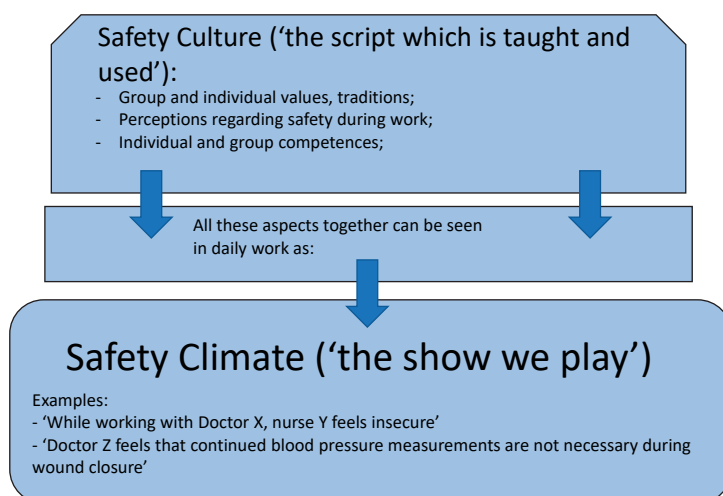 Safety Culture (‘the script which is taught and
used’):
- Group and individual values, traditions;
- Perceptions regarding safety during work;
- Individual and group competences;
All these aspects together can be seen
in daily work as:
Safety Climate (‘the show we play’)
Examples:
- ‘While working with Doctor X, nurse Y feels insecure’
- ‘Doctor Z feels that continued blood pressure measurements are not necessary during
wound closure’